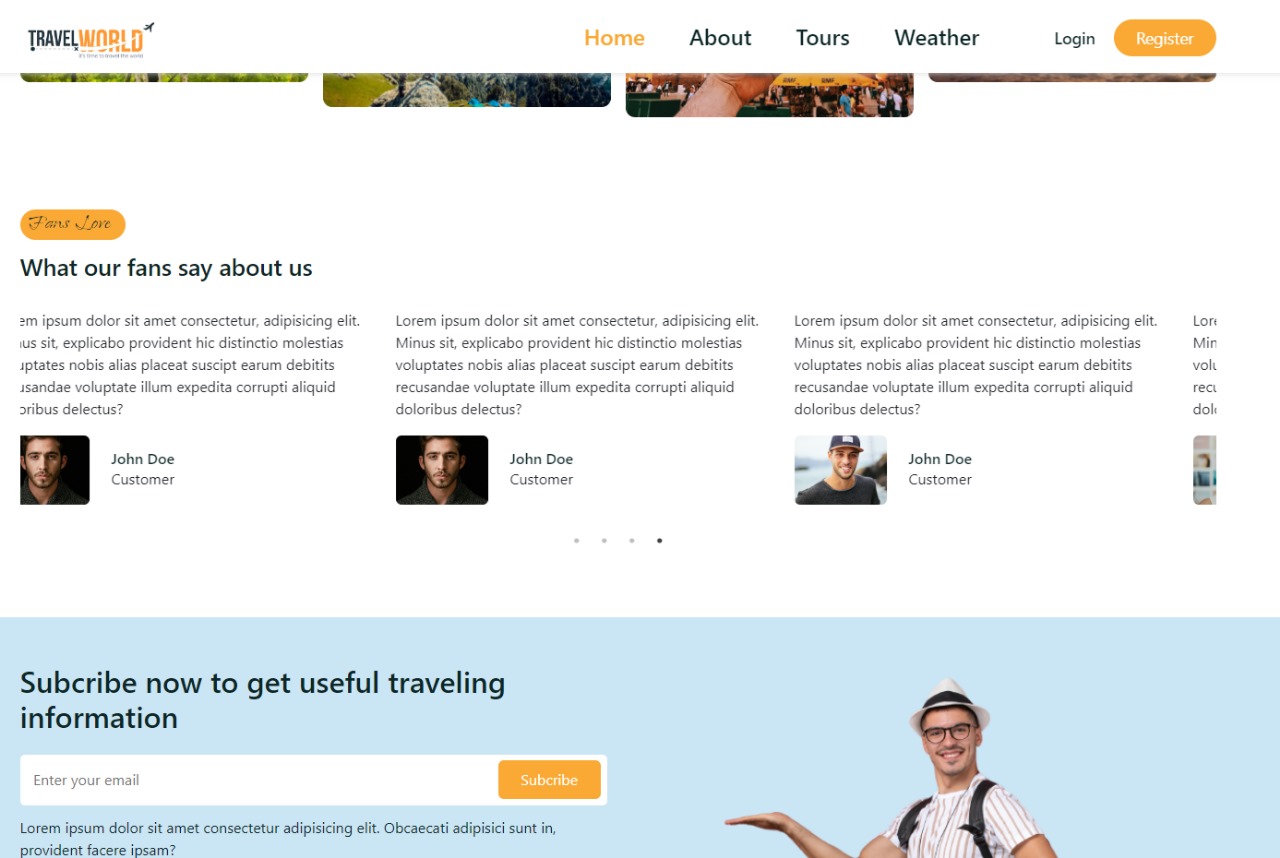 TRAVELWORLD
it's time to travel the world
Home About Tours Weather Login Register
BMF BMF
Fans Love
What our fans say about us
em ipsum dolor sit amet consectetur, adipisicing elit.
us sit, explicabo provident hic distinctio molestias
uptates nobis alias placeat suscipit earum debitits
usandae voluptate illum expedita corrupti aliquid
oribus delectus?
John Doe
Customer
Lorem ipsum dolor sit amet consectetur, adipisicing elit.
Minus sit, explicabo provident hic distinctio molestias
voluptates nobis alias placeat suscipt earum debitits
recusandae voluptate illum expedita corrupti aliquid
doloribus delectus?
John Doe
Customer
Lorem ipsum dolor sit amet consectetur, adipisicing elit.
Minus sit, explicabo provident hic distinctio molestias
voluptates nobis alias placeat suscipt earum debitits
recusandae voluptate illum expedita corrupti aliquid
doloribus delectus?
John Doe
Customer
Lor
Min
volu
recu
dol
Subcribe now to get useful traveling
information
Enter your email Subcribe
Lorem ipsum dolor sit amet consectetur adipisicing elit. Obcaecati adipisici sunt in,
provident facere ipsam?